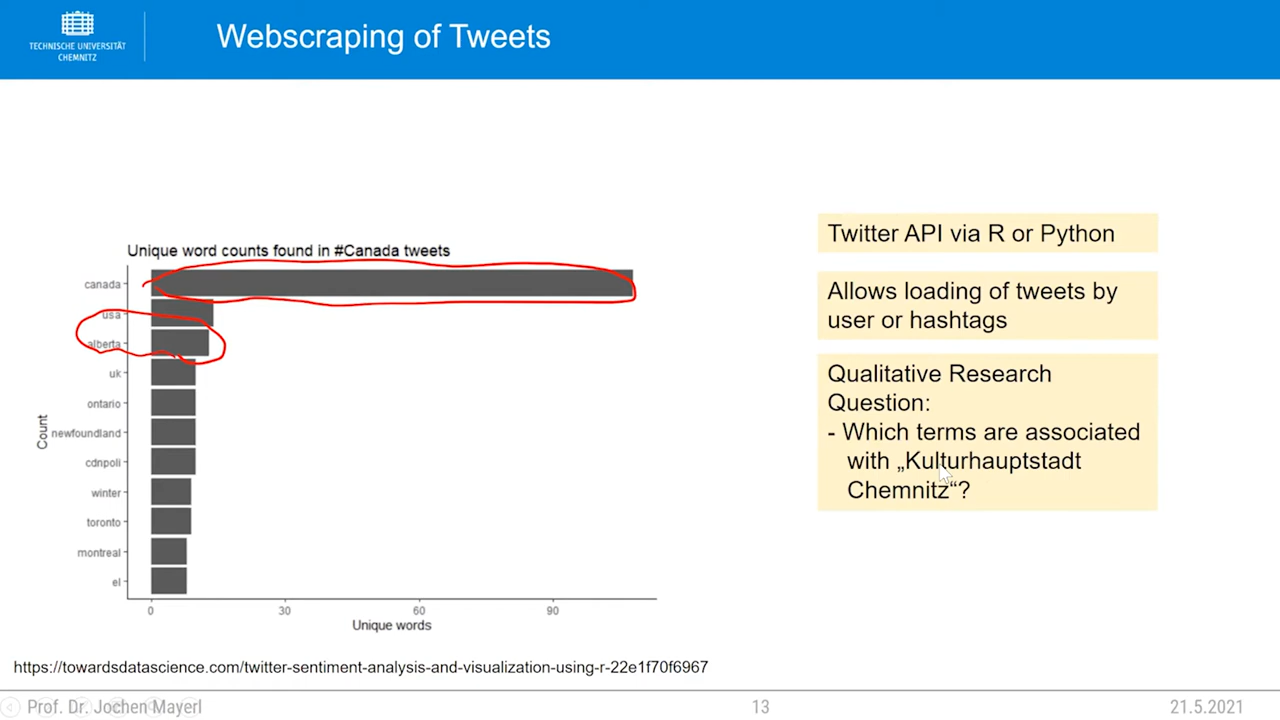 TECHNISCHE UNIVERSITÄT
CHEMNITZ
Webscraping of Tweets
Unique word counts found in #Canada tweets
canada
usa
alberta
uk
ontario
newfoundland
cdnpoli
winter
toronto
montreal
el
Count
0 30 60 90
Unique words
Twitter API via R or Python
Allows loading of tweets by
user or hashtags
Qualitative Research
Question:
- Which terms are associated
with „Kulturhauptstadt
Chemnitz“?
https://towardsdatascience.com/twitter-sentiment-analysis-and-visualization-using-r-22e1f70f6967
Prof. Dr. Jochen Mayerl 13 21.5.2021